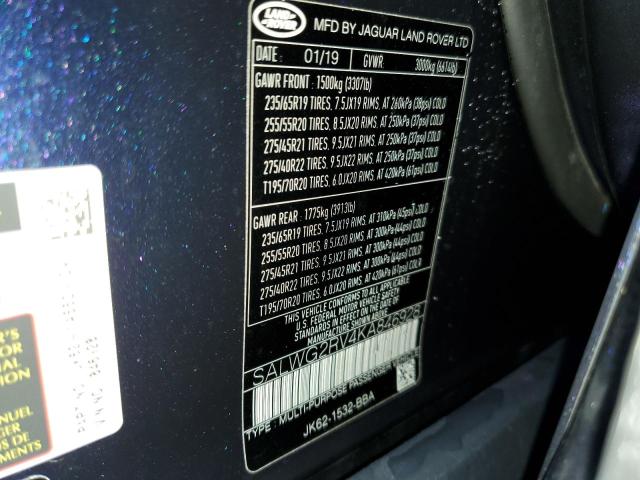 LAND ROVER
MFD BY JAGUAR LAND ROVER LTD
DATE: 01/19 GVWR: 3000kg (6614lb)
GAWR FRONT: 1500kg (3307lb)
235/65R19 TIRES, 7.5JX19 RIMS, AT 260kPa (38psi) COLD
255/55R20 TIRES, 8.5JX20 RIMS, AT 250kPa (37psi) COLD
275/45R21 TIRES, 9.5JX21 RIMS, AT 250kPa (37psi) COLD
275/40R22 TIRES, 9.5JX22 RIMS, AT 250kPa (37psi) COLD
T195/70R20 TIRES, 6.0JX20 RIMS, AT 420kPa (61psi) COLD
GAWR REAR: 1775kg (3913lb)
235/65R19 TIRES, 7.5JX19 RIMS, AT 310kPa (45psi) COLD
255/55R20 TIRES, 8.5JX20 RIMS, AT 300kPa (44psi) COLD
275/45R21 TIRES, 9.5JX21 RIMS, AT 300kPa (44psi) COLD
275/40R22 TIRES, 9.5JX22 RIMS, AT 300kPa (44psi) COLD
T195/70R20 TIRES, 6.0JX20 RIMS, AT 420kPa (61psi) COLD
THIS VEHICLE CONFORMS TO ALL APPLICABLE
FEDERAL MOTOR VEHICLE SAFETY AND THEFT PREVENTION
STANDARDS IN EFFECT ON THE DATE OF
MANUFACTURE SHOWN ABOVE
SALWG2RV4KA846928
TYPE: MULTI-PURPOSE PASSENGER
JK62-1532-BBA